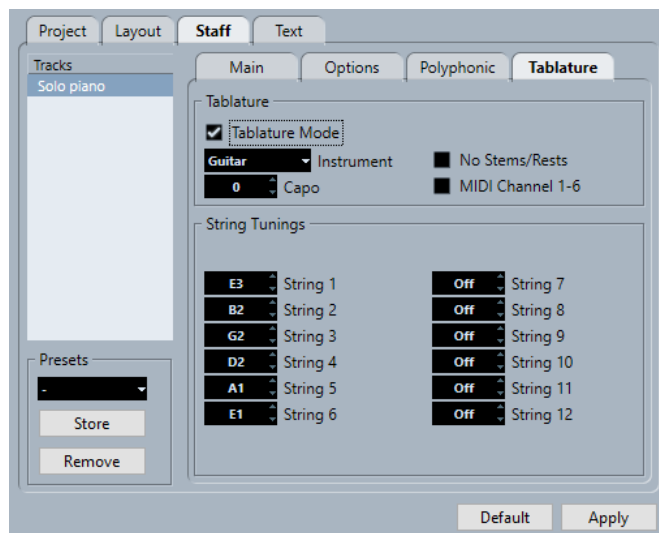 Project Layout Staff Text
Tracks
Solo piano
Main Options Polyphonic Tablature
Tablature
Tablature Mode
Guitar Instrument No Stems/Rests
0 Capo MIDI Channel 1-6
String Tunings
E3 String 1 Off String 7
B2 String 2 Off String 8
G2 String 3 Off String 9
D2 String 4 Off String 10
A1 String 5 Off String 11
E1 String 6 Off String 12
Presets
-
Store
Remove
Default Apply